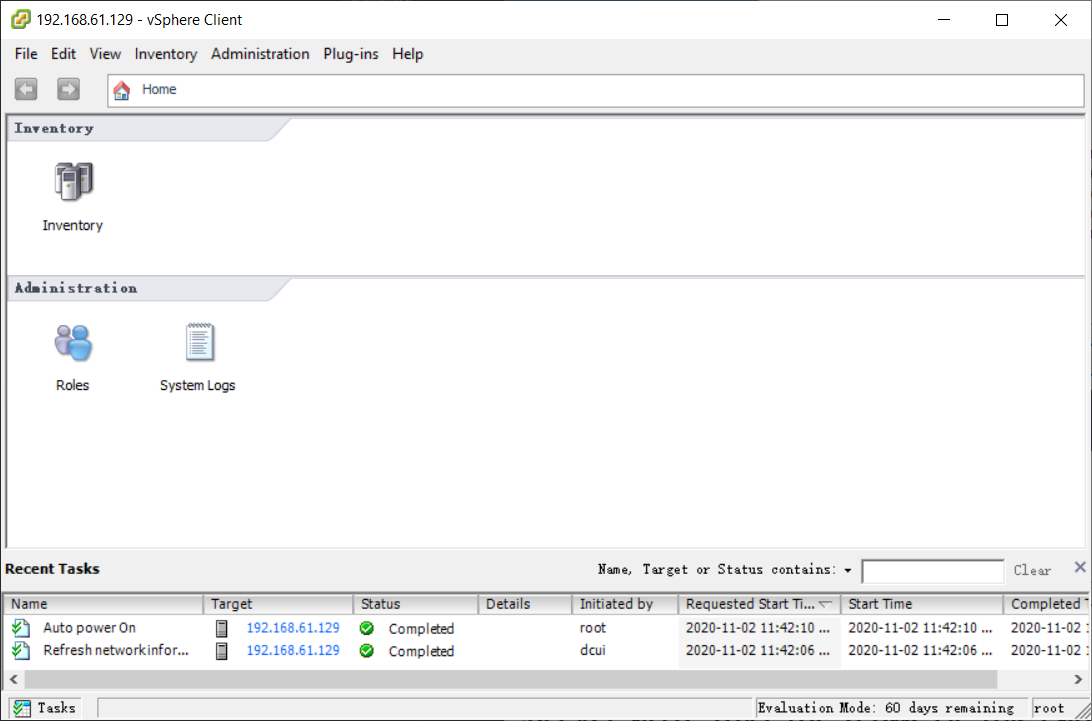 192.168.61.129 - vSphere Client
File Edit View Inventory Administration Plug-ins Help
Home
Inventory
Inventory
Administration
Roles System Logs
Recent Tasks Name, Target or Status contains: Clear
Name Target Status Details Initiated by Requested Start Ti... Start Time Completed T
Auto power On 192.168.61.129 Completed root 2020-11-02 11:42:10 ... 2020-11-02 11:42:10 ... 2020-11-02 :
Refresh network infor... 192.168.61.129 Completed dcui 2020-11-02 11:42:06 ... 2020-11-02 11:42:06 ... 2020-11-02 :
Tasks Evaluation Mode: 60 days remaining root